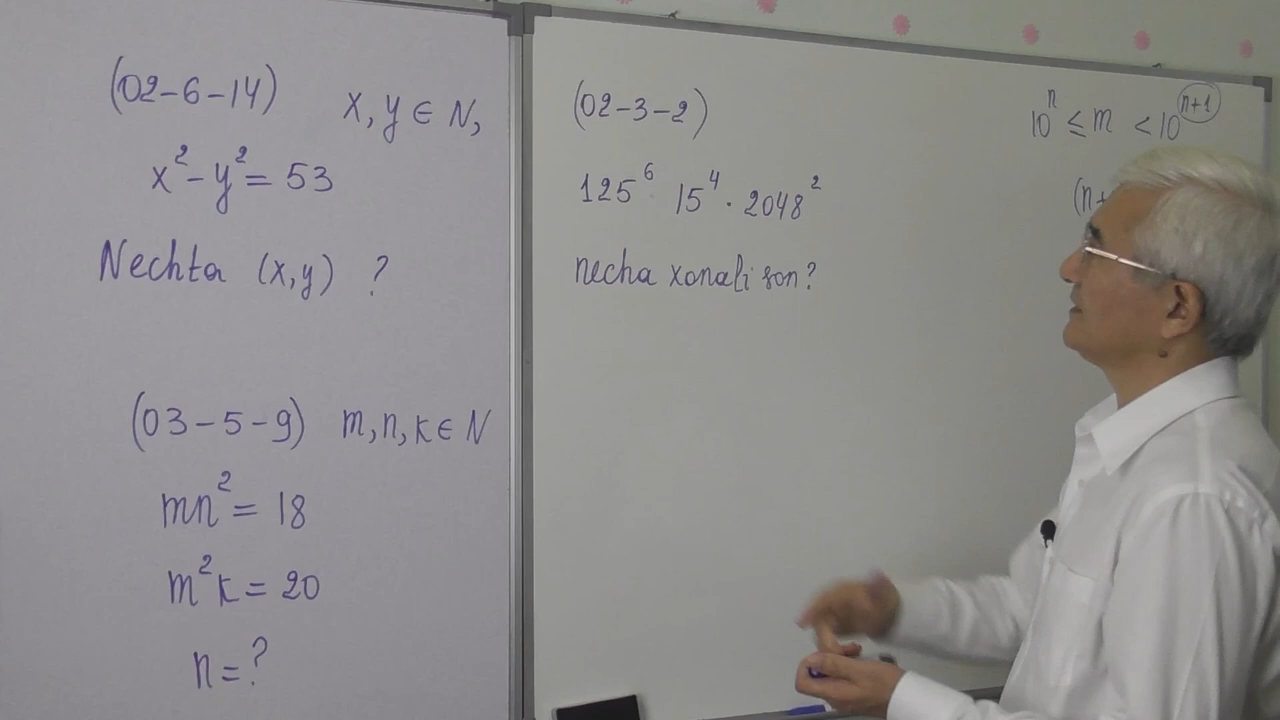 (02-6-14) x, y ∈ N,
x² - y² = 53
Nechta (x,y) ?
(03-5-9) m, n, k ∈ N
mn² = 18
m²k = 20
n = ?
(02-3-2)
125⁶ · 15⁴ · 2048²
necha xonali son?
10ⁿ ≤ m < 10ⁿ⁺¹